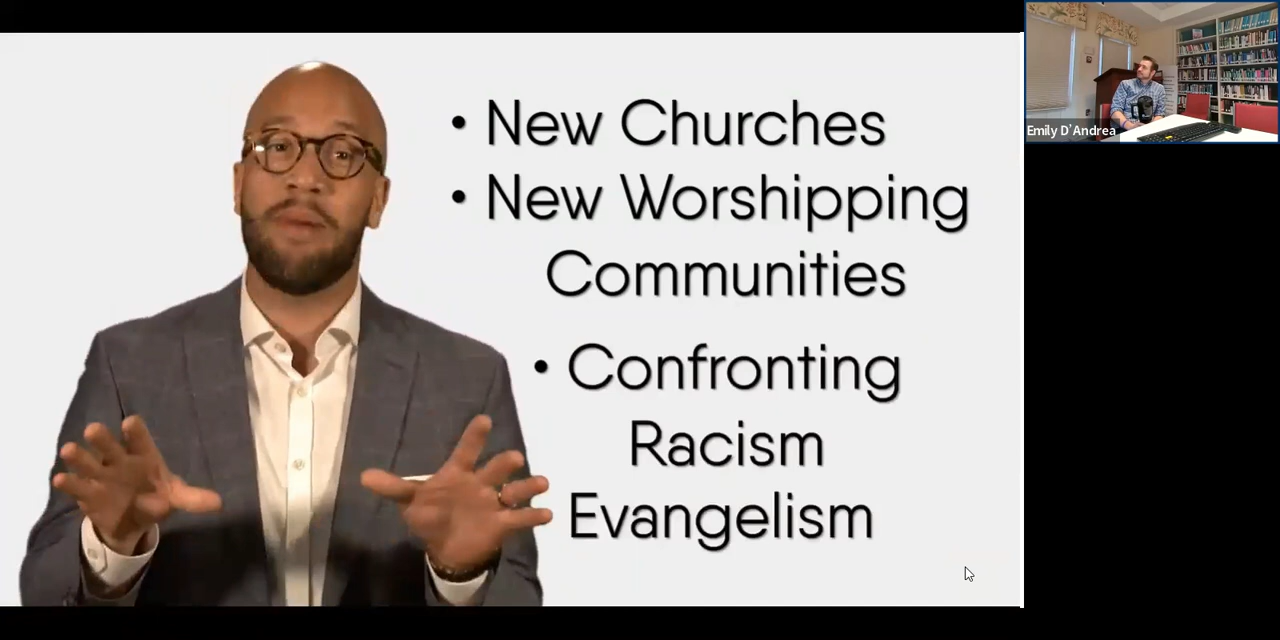 • New Churches
• New Worshipping
Communities
• Confronting
Racism
Evangelism
Emily D'Andrea